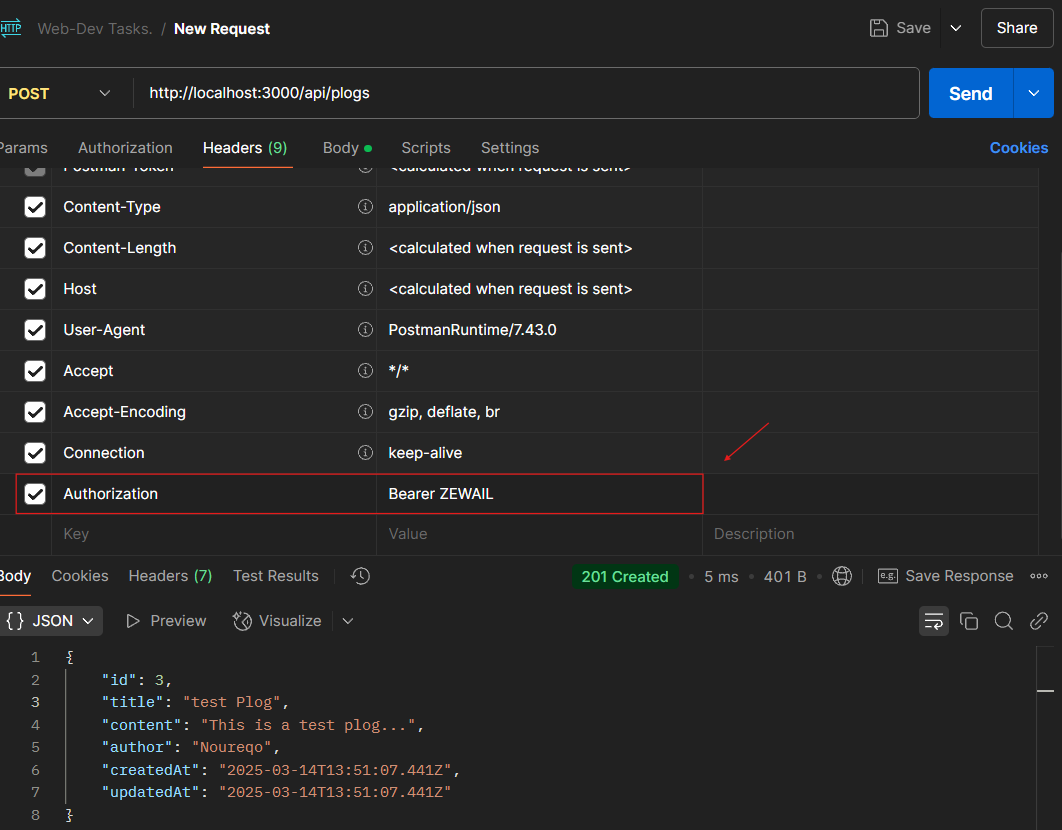 HTTP Web-Dev Tasks. / New Request Save Share
POST http://localhost:3000/api/plogs Send
Params Authorization Headers (9) Body Scripts Settings Cookies
Postman-Token <calculated when request is sent>
Content-Type application/json
Content-Length <calculated when request is sent>
Host <calculated when request is sent>
User-Agent PostmanRuntime/7.43.0
Accept */*
Accept-Encoding gzip, deflate, br
Connection keep-alive
Authorization Bearer ZEWAIL
Key Value Description
Body Cookies Headers (7) Test Results 201 Created • 5 ms • 401 B • e.g. Save Response
{} JSON Preview Visualize
1 {
2 "id": 3,
3 "title": "test Plog",
4 "content": "This is a test plog...",
5 "author": "Noureqo",
6 "createdAt": "2025-03-14T13:51:07.441Z",
7 "updatedAt": "2025-03-14T13:51:07.441Z"
8 }